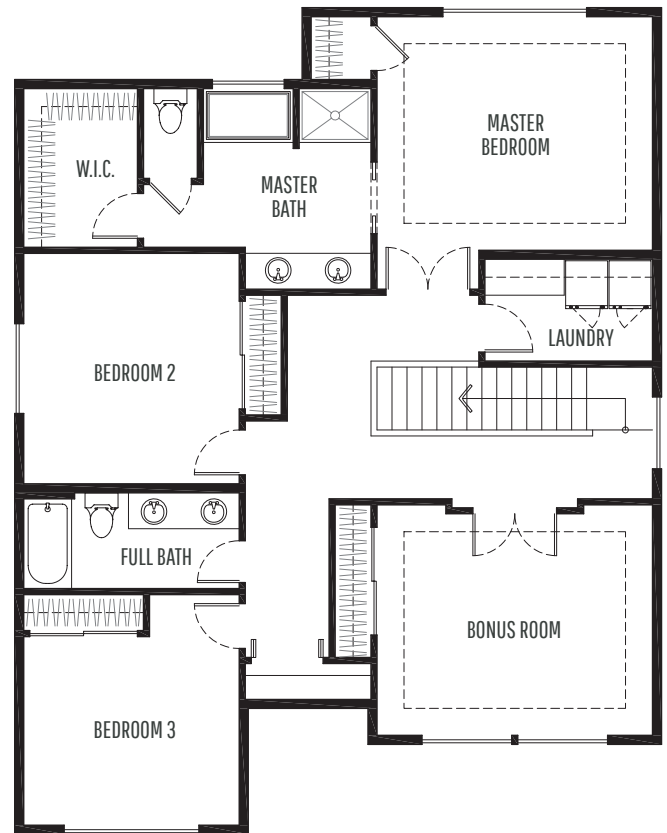 MASTER
BEDROOM
W.I.C.
MASTER
BATH
LAUNDRY
BEDROOM 2
FULL BATH
BONUS ROOM
BEDROOM 3